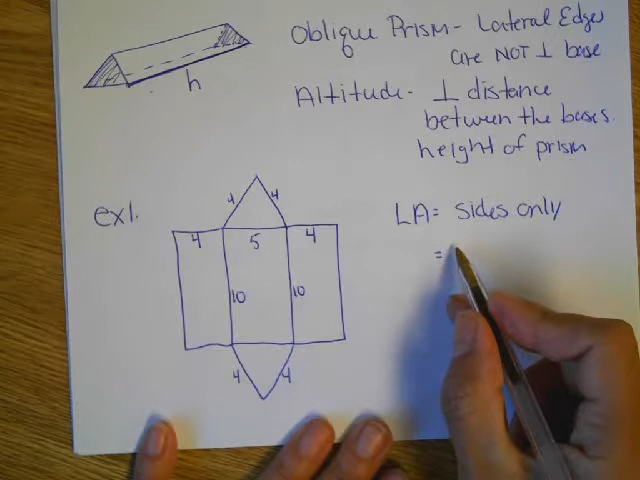 Oblique Prism - Lateral Edges
are NOT ⊥ base
h
Altitude - ⊥ distance
between the bases.
height of prism
ex1.
4 4
4 5 4
10 10
4 4
LA = sides only
=